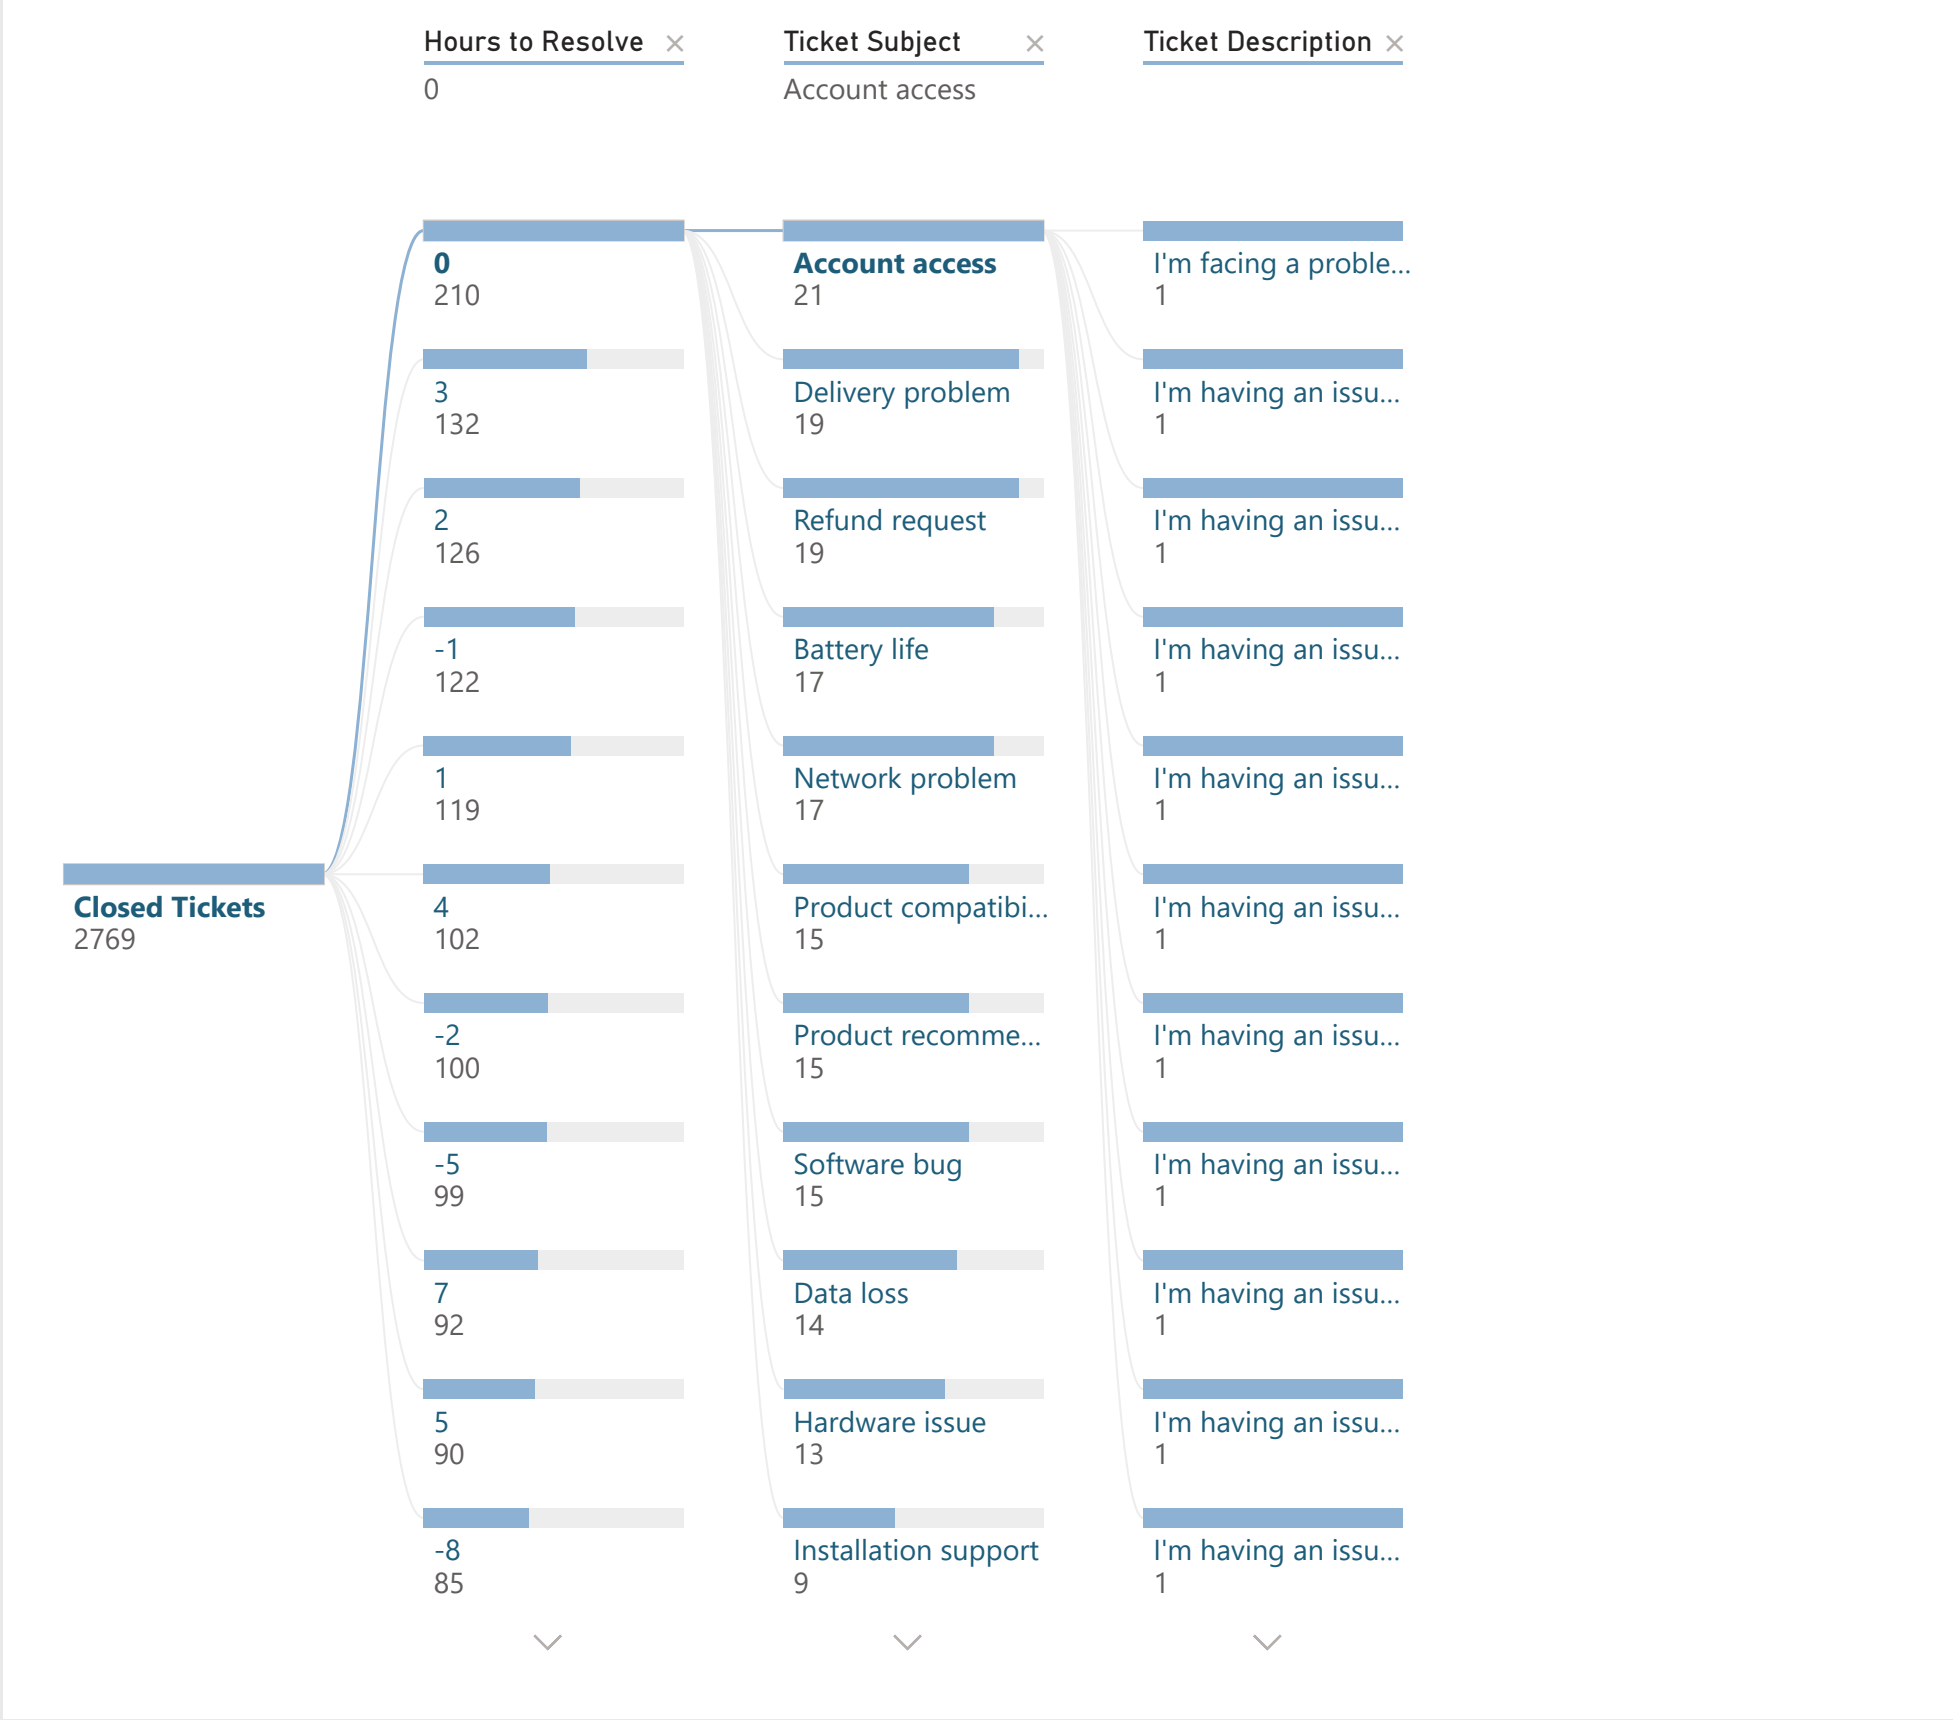 Hours to Resolve
0
Ticket Subject
Account access
Ticket Description
Closed Tickets
2769
0
210
3
132
2
126
-1
122
1
119
4
102
-2
100
-5
99
7
92
5
90
-8
85
Account access
21
Delivery problem
19
Refund request
19
Battery life
17
Network problem
17
Product compatibi...
15
Product recomme...
15
Software bug
15
Data loss
14
Hardware issue
13
Installation support
9
I'm facing a proble...
1
I'm having an issu...
1
I'm having an issu...
1
I'm having an issu...
1
I'm having an issu...
1
I'm having an issu...
1
I'm having an issu...
1
I'm having an issu...
1
I'm having an issu...
1
I'm having an issu...
1
I'm having an issu...
1